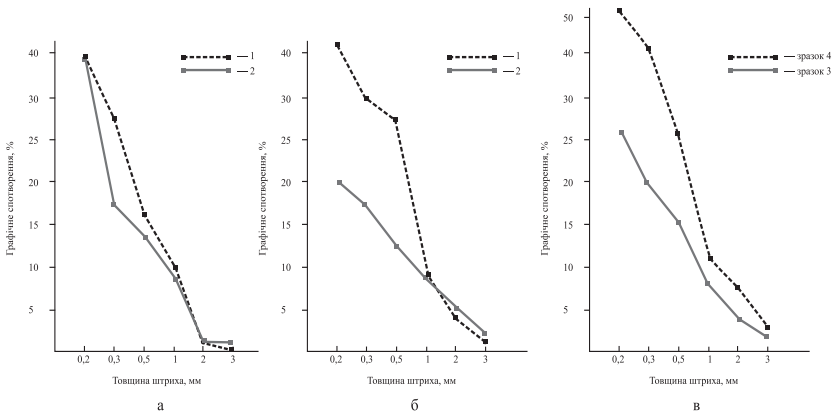 40
30
25
20
15
10
5
Графічне спотворення, %
— 1
— 2
0,2 0,3 0,5 1 2 3
Товщина штриха, мм
а
40
30
25
20
15
10
5
Графічне спотворення, %
— 1
— 2
0,2 0,3 0,5 1 2 3
Товщина штриха, мм
б
50
40
30
25
20
15
10
5
Графічне спотворення, %
— зразок 4
— зразок 3
0,2 0,3 0,5 1 2 3
Товщина штриха, мм
в